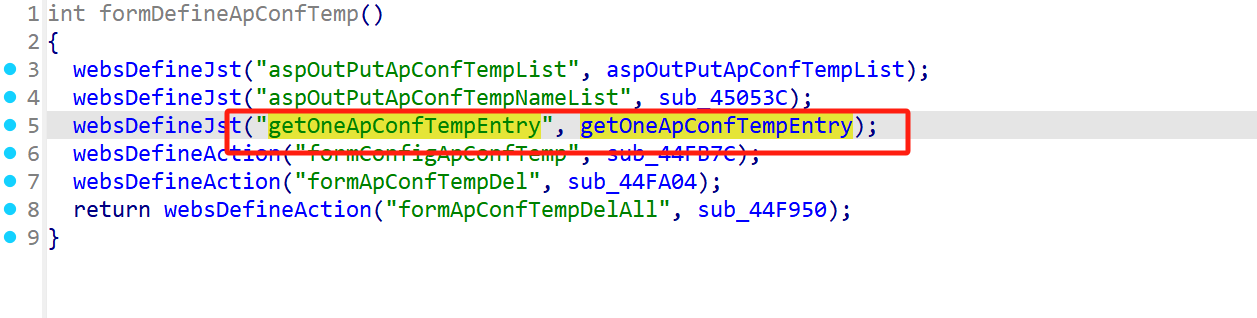 1 int formDefineApConfTemp()
2 {
3 websDefineJst("aspOutPutApConfTempList", aspOutPutApConfTempList);
4 websDefineJst("aspOutPutApConfTempNameList", sub_45053C);
5 websDefineJst("getOneApConfTempEntry", getOneApConfTempEntry);
6 websDefineAction("formConfigApConfTemp", sub_44FB7C);
7 websDefineAction("formApConfTempDel", sub_44FA04);
8 return websDefineAction("formApConfTempDelAll", sub_44F950);
9 }